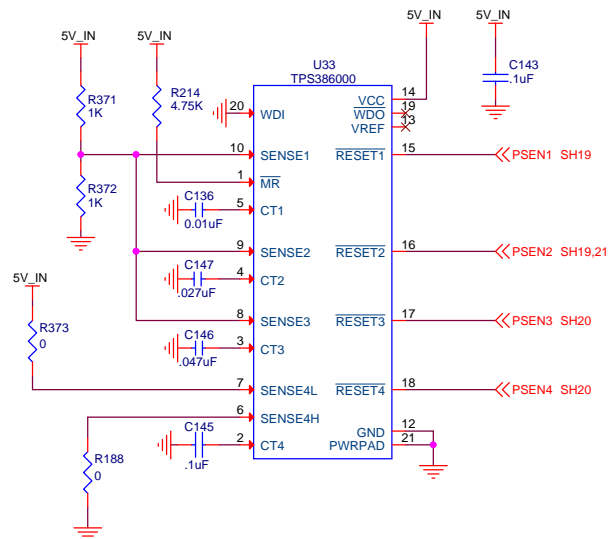 5V_IN
5V_IN
5V_IN
5V_IN
U33
TPS386000
C143
.1uF
R371
1K
R214
4.75K
R372
1K
20 WDI
10 SENSE1
1 MR
5 CT1
C136
0.01uF
9 SENSE2
4 CT2
C147
.027uF
8 SENSE3
3 CT3
C146
.047uF
5V_IN
R373
0
7 SENSE4L
6 SENSE4H
2 CT4
C145
.1uF
R188
0
VCC 14
WDO 19
VREF 13
RESET1 15 PSEN1 SH19
RESET2 16 PSEN2 SH19,21
RESET3 17 PSEN3 SH20
RESET4 18 PSEN4 SH20
GND 12
PWRPAD 21